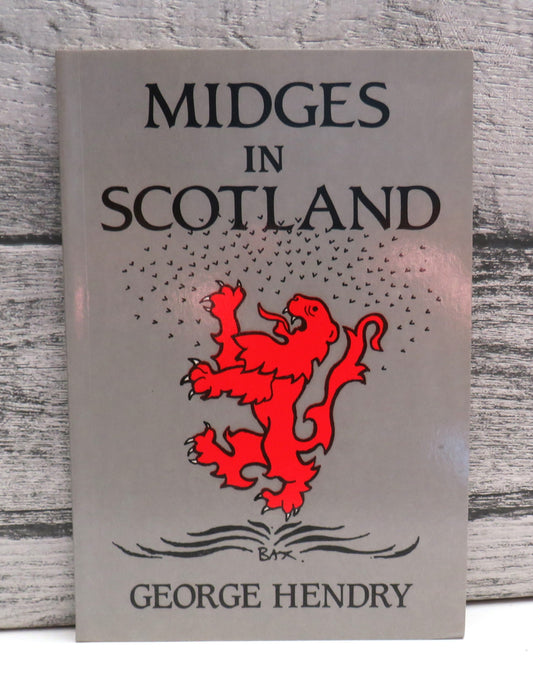 MIDGES
IN
SCOTLAND
BAX.
GEORGE HENDRY